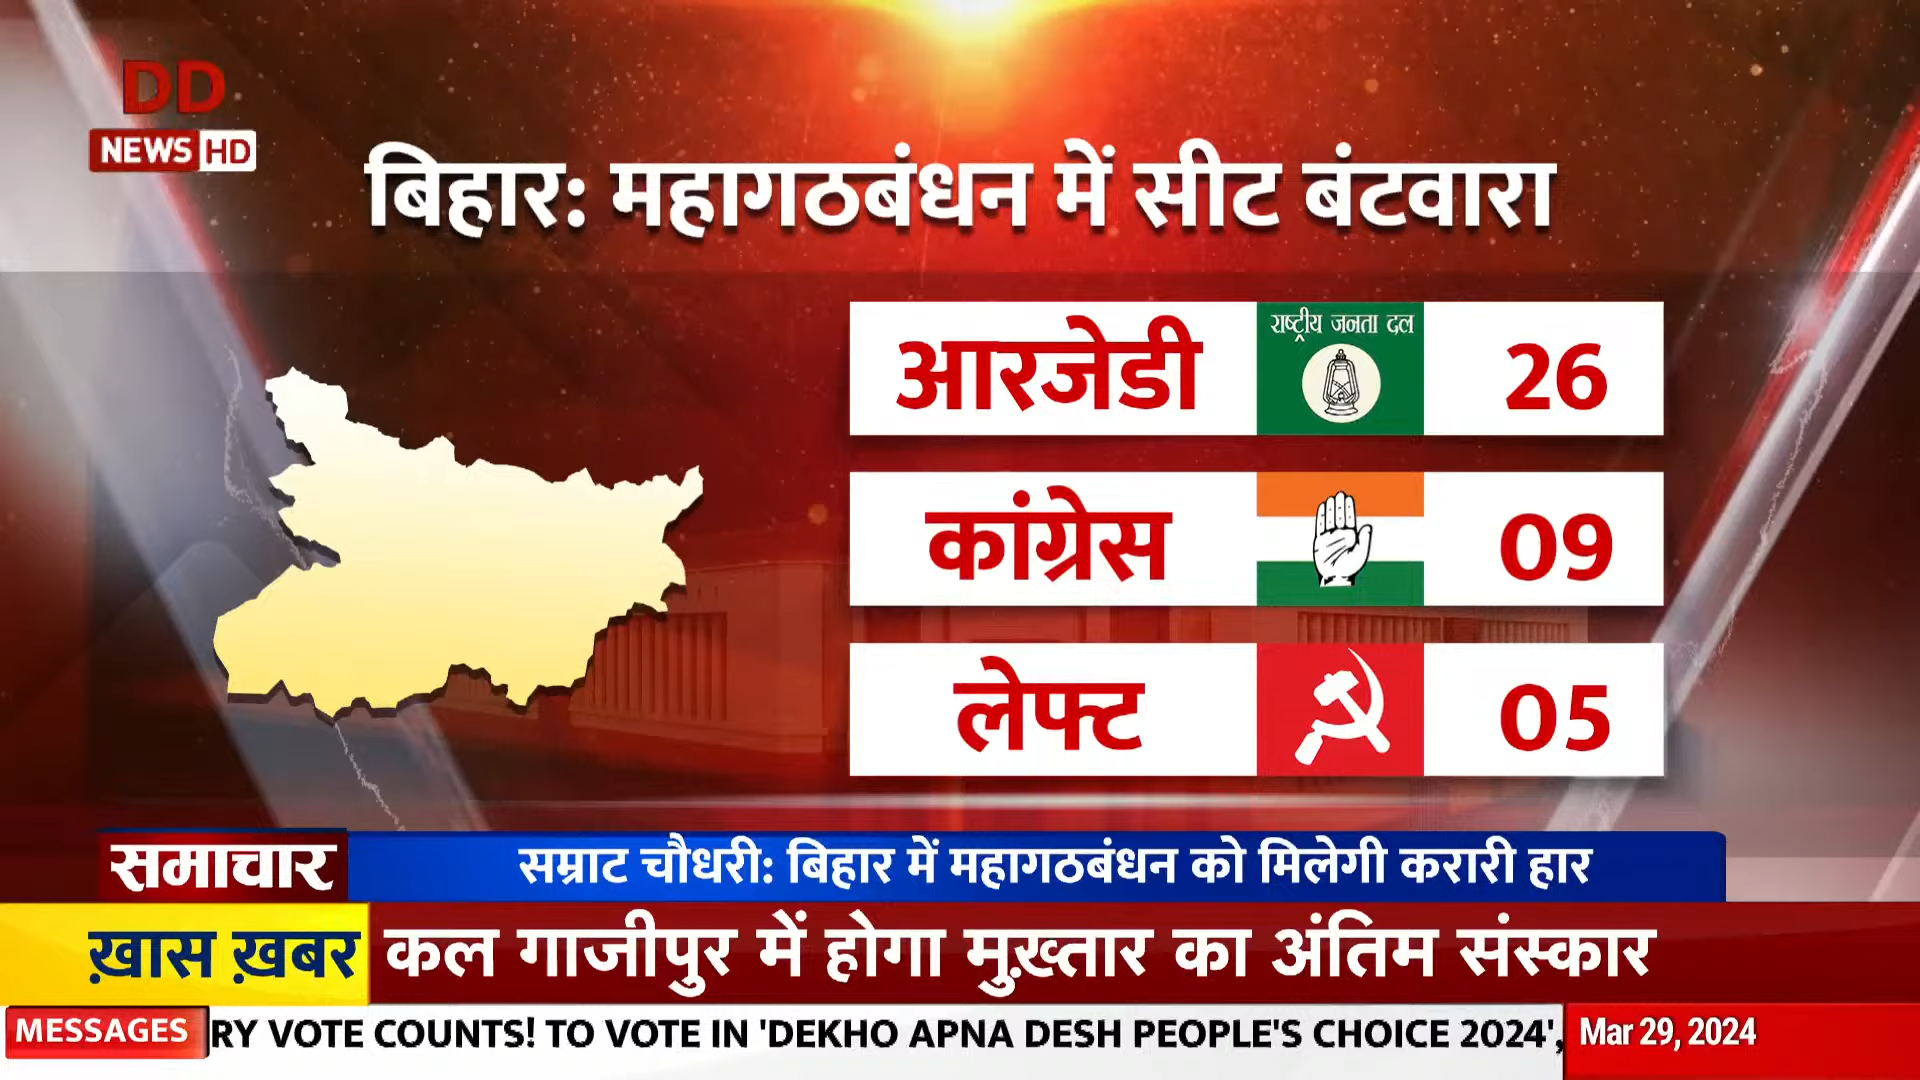 DD
NEWS HD
बिहार: महागठबंधन में सीट बंटवारा
आरजेडी
राष्ट्रीय जनता दल
26
कांग्रेस
09
लेफ्ट
05
समाचार
सम्राट चौधरी: बिहार में महागठबंधन को मिलेगी करारी हार
ख़ास ख़बर
कल गाजीपुर में होगा मुख़्तार का अंतिम संस्कार
MESSAGES
RY VOTE COUNTS! TO VOTE IN 'DEKHO APNA DESH PEOPLE'S CHOICE 2024',
Mar 29, 2024